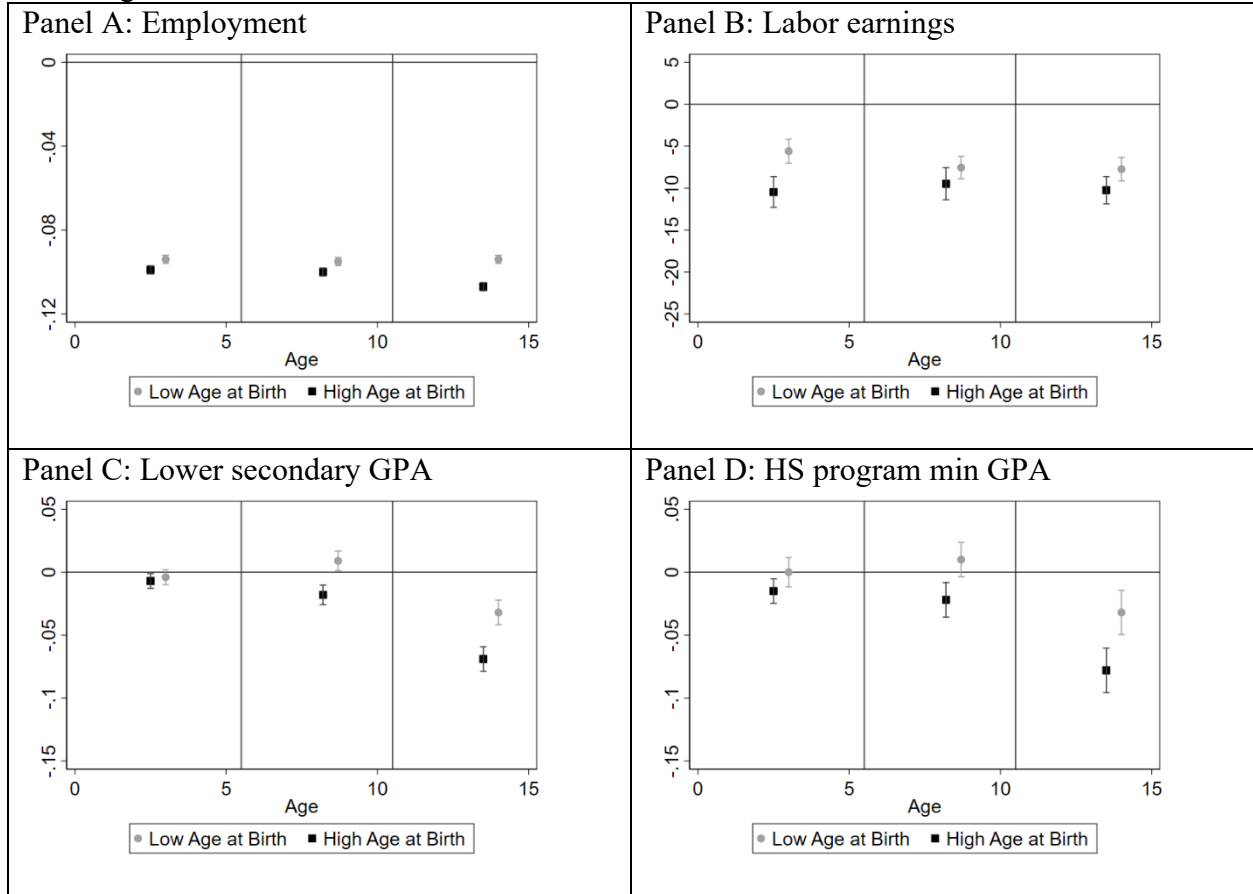 Panel A: Employment
0
-.04
-.08
-.12
0 5 10 15
Age
Low Age at Birth High Age at Birth
Panel B: Labor earnings
5
0
-5
-10
-15
-20
-25
0 5 10 15
Age
Low Age at Birth High Age at Birth
Panel C: Lower secondary GPA
.05
0
-.05
-.1
-.15
0 5 10 15
Age
Low Age at Birth High Age at Birth
Panel D: HS program min GPA
.05
0
-.05
-.1
-.15
0 5 10 15
Age
Low Age at Birth High Age at Birth